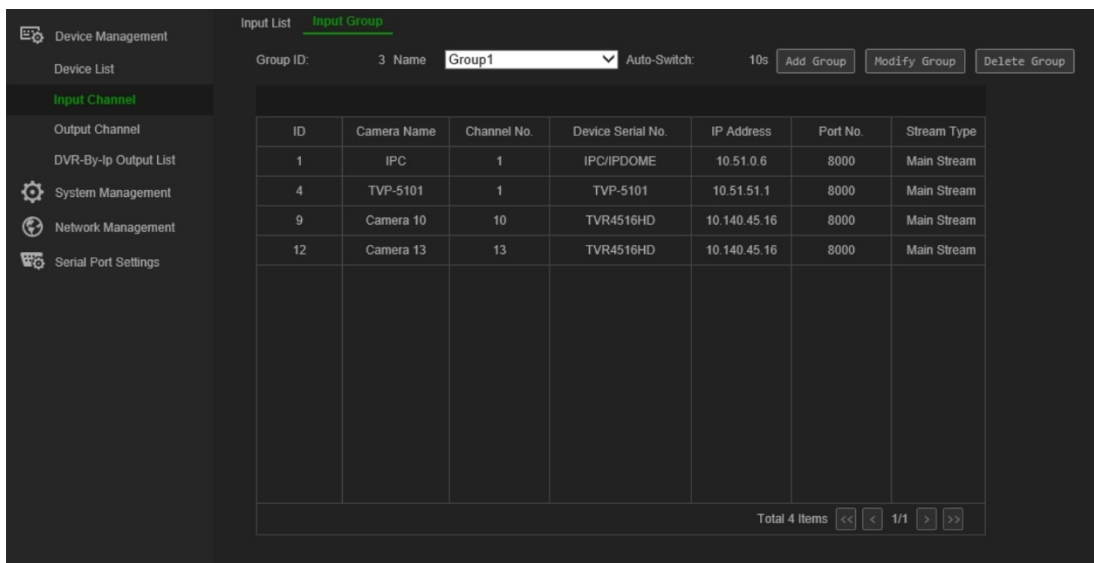 Device Management
Device List
Input Channel
Output Channel
DVR-By-Ip Output List
System Management
Network Management
Serial Port Settings
Input List Input Group
Group ID: 3 Name Group1 Auto-Switch: 10s Add Group Modify Group Delete Group
ID Camera Name Channel No. Device Serial No. IP Address Port No. Stream Type
1 IPC 1 IPC/IPDOME 10.51.0.6 8000 Main Stream
4 TVP-5101 1 TVP-5101 10.51.51.1 8000 Main Stream
9 Camera 10 10 TVR4516HD 10.140.45.16 8000 Main Stream
12 Camera 13 13 TVR4516HD 10.140.45.16 8000 Main Stream
Total 4 Items << < 1/1 > >>